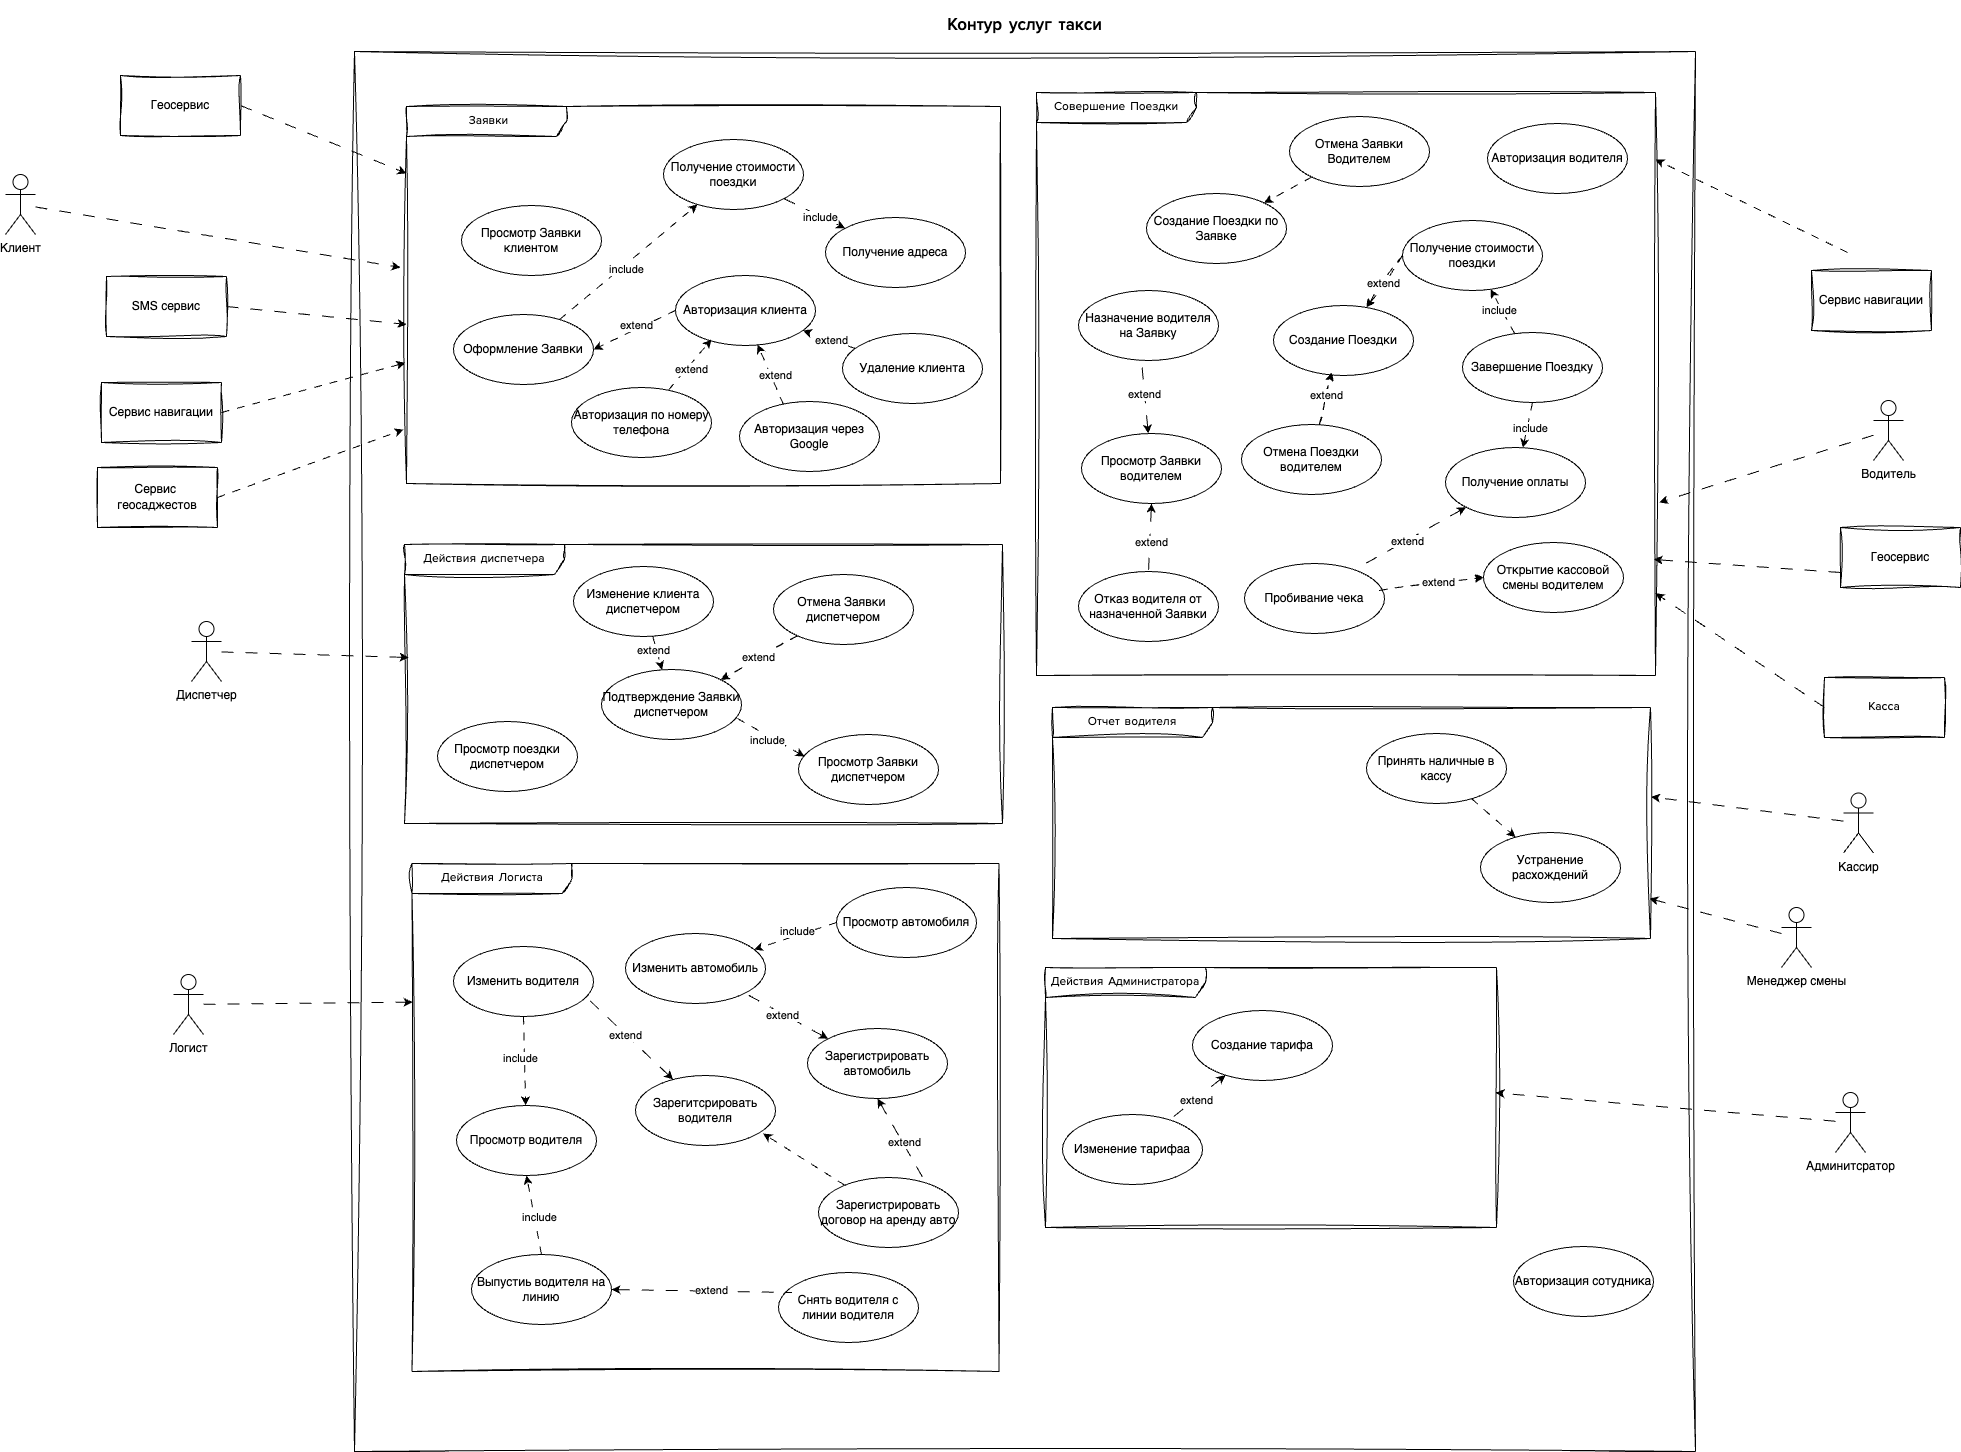 Контур услуг такси
Геосервис
Клиент
SMS сервис
Сервис навигации
Сервис
геосаджестов
Диспетчер
Логист
Заявки
Получение стоимости
поездки
include
Просмотр Заявки
клиентом
Получение адреса
include
Авторизация клиента
extend
Оформление Заявки
extend
Удаление клиента
extend
extend
Авторизация по номеру
телефона
Авторизация через
Google
Действия диспетчера
Изменение клиента
диспетчером
Отмена Заявки
диспетчером
extend
extend
Подтверждение Заявки
диспетчером
include
Просмотр поездки
диспетчером
Просмотр Заявки
диспетчером
Действия Логиста
Просмотр автомобиля
include
Изменить автомобиль
Изменить водителя
extend
extend
include
Зарегистрировать
автомобиль
Зарегитсрировать
водителя
Просмотр водителя
extend
Зарегистрировать
договор на аренду авто
include
Выпустиь водителя на
линию
extend
Снять водителя с
линии водителя
Совершение Поездки
Отмена Заявки
Водителем
Авторизация водителя
Создание Поездки по
Заявке
Получение стоимости
поездки
extend
include
Назначение водителя
на Заявку
Создание Поездки
Завершение Поездку
extend
extend
include
Просмотр Заявки
водителем
Отмена Поездки
водителем
Получение оплаты
extend
extend
Открытие кассовой
смены водителем
extend
Отказ водителя от
назначенной Заявки
Пробивание чека
Отчет водителя
Принять наличные в
кассу
Устранение
расхождений
Действия Администратора
Создание тарифа
extend
Изменение тарифаа
Авторизация сотудника
Сервис навигации
Водитель
Геосервис
Касса
Кассир
Менеджер смены
Админитсратор